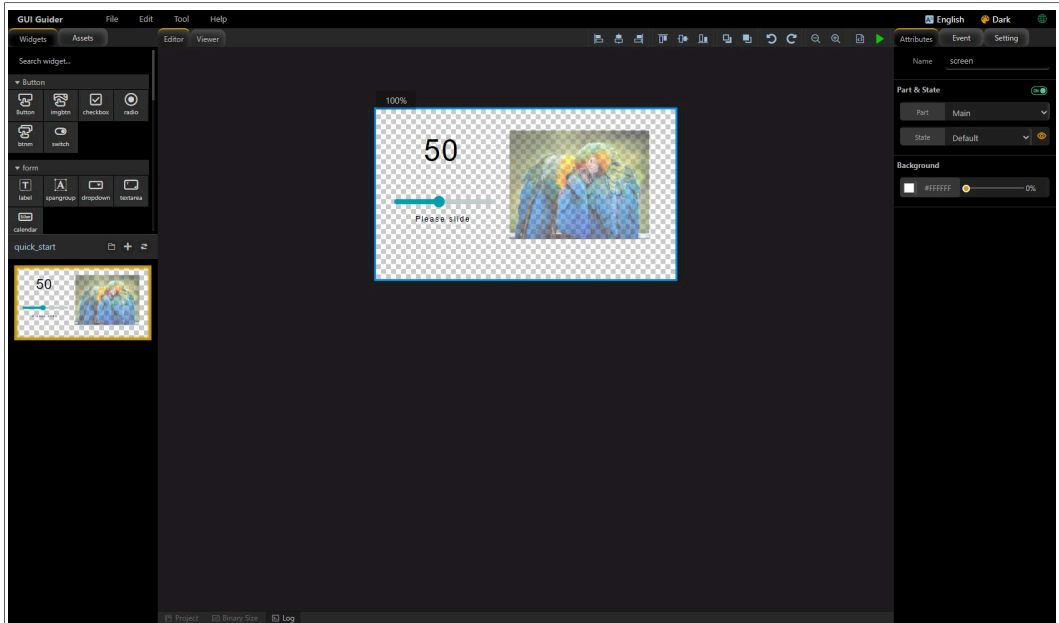 GUI Guider File Edit Tool Help English Dark
Widgets Assets Editor Viewer Attributes Event Setting
Search widget... Name screen
Button
Part & State
Button imgbtn checkbox radio
Part Main
btnm switch
State Default
form
Background
label spangroup dropdown textarea
#FFFFFF 0%
calendar
quick_start
100%
50
Please slide
50
Project Binary Size Log